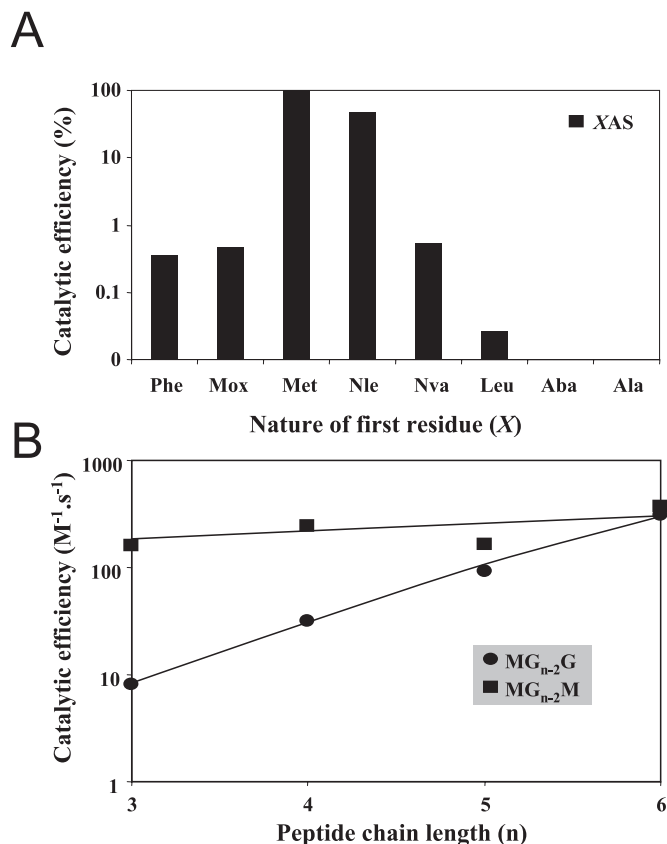 A
Catalytic efficiency (%)
100
10
1
0.1
0
XAS
Phe Mox Met Nle Nva Leu Aba Ala
Nature of first residue (X)
B
Catalytic efficiency (M⁻¹.s⁻¹)
1000
100
10
1
MGₙ₋₂G
MGₙ₋₂M
3 4 5 6
Peptide chain length (n)